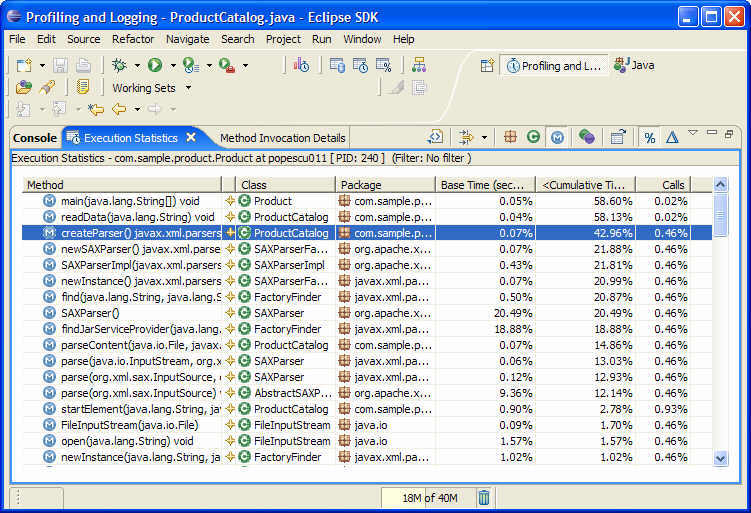 Profiling and Logging - ProductCatalog.java - Eclipse SDK
File Edit Source Refactor Navigate Search Project Run Window Help
Profiling and L... Java
Working Sets
Console Execution Statistics Method Invocation Details
Execution Statistics - com.sample.product.Product at popescu011 [ PID: 240 ] (Filter: No filter )
Method Class Package Base Time (sec... <Cumulative Ti... Calls
main(java.lang.String[]) void Product com.sample.p... 0.05% 58.60% 0.02%
readData(java.lang.String) void ProductCatalog com.sample.p... 0.04% 58.13% 0.02%
createParser() javax.xml.parsers ProductCatalog com.sample.p... 0.07% 42.96% 0.46%
newSAXParser() javax.xml.parsers SAXParserFa... org.apache.x... 0.07% 21.88% 0.46%
SAXParserImpl(javax.xml.parsers SAXParserImpl org.apache.x... 0.43% 21.81% 0.46%
newInstance() javax.xml.parsers SAXParserFa... javax.xml.pa... 0.07% 20.99% 0.46%
find(java.lang.String, java.lang.S FactoryFinder javax.xml.pa... 0.50% 20.87% 0.46%
SAXParser() SAXParser org.apache.x... 20.49% 20.49% 0.46%
findJarServiceProvider(java.lang FactoryFinder javax.xml.pa... 18.88% 18.88% 0.46%
parseContent(java.io.File, javax. ProductCatalog com.sample.p... 0.07% 14.86% 0.46%
parse(java.io.InputStream, org.x SAXParser javax.xml.pa... 0.06% 13.03% 0.46%
parse(org.xml.sax.InputSource, SAXParser javax.xml.pa... 0.12% 12.93% 0.46%
parse(org.xml.sax.InputSource) v AbstractSAXP... org.apache.x... 9.36% 12.14% 0.46%
startElement(java.lang.String, jav ProductCatalog com.sample.p... 0.90% 2.78% 0.93%
FileInputStream(java.io.File) FileInputStream java.io 0.09% 1.70% 0.46%
open(java.lang.String) void FileInputStream java.io 1.57% 1.57% 0.46%
newInstance(java.lang.String, ja FactoryFinder javax.xml.pa... 1.02% 1.02% 0.46%
18M of 40M